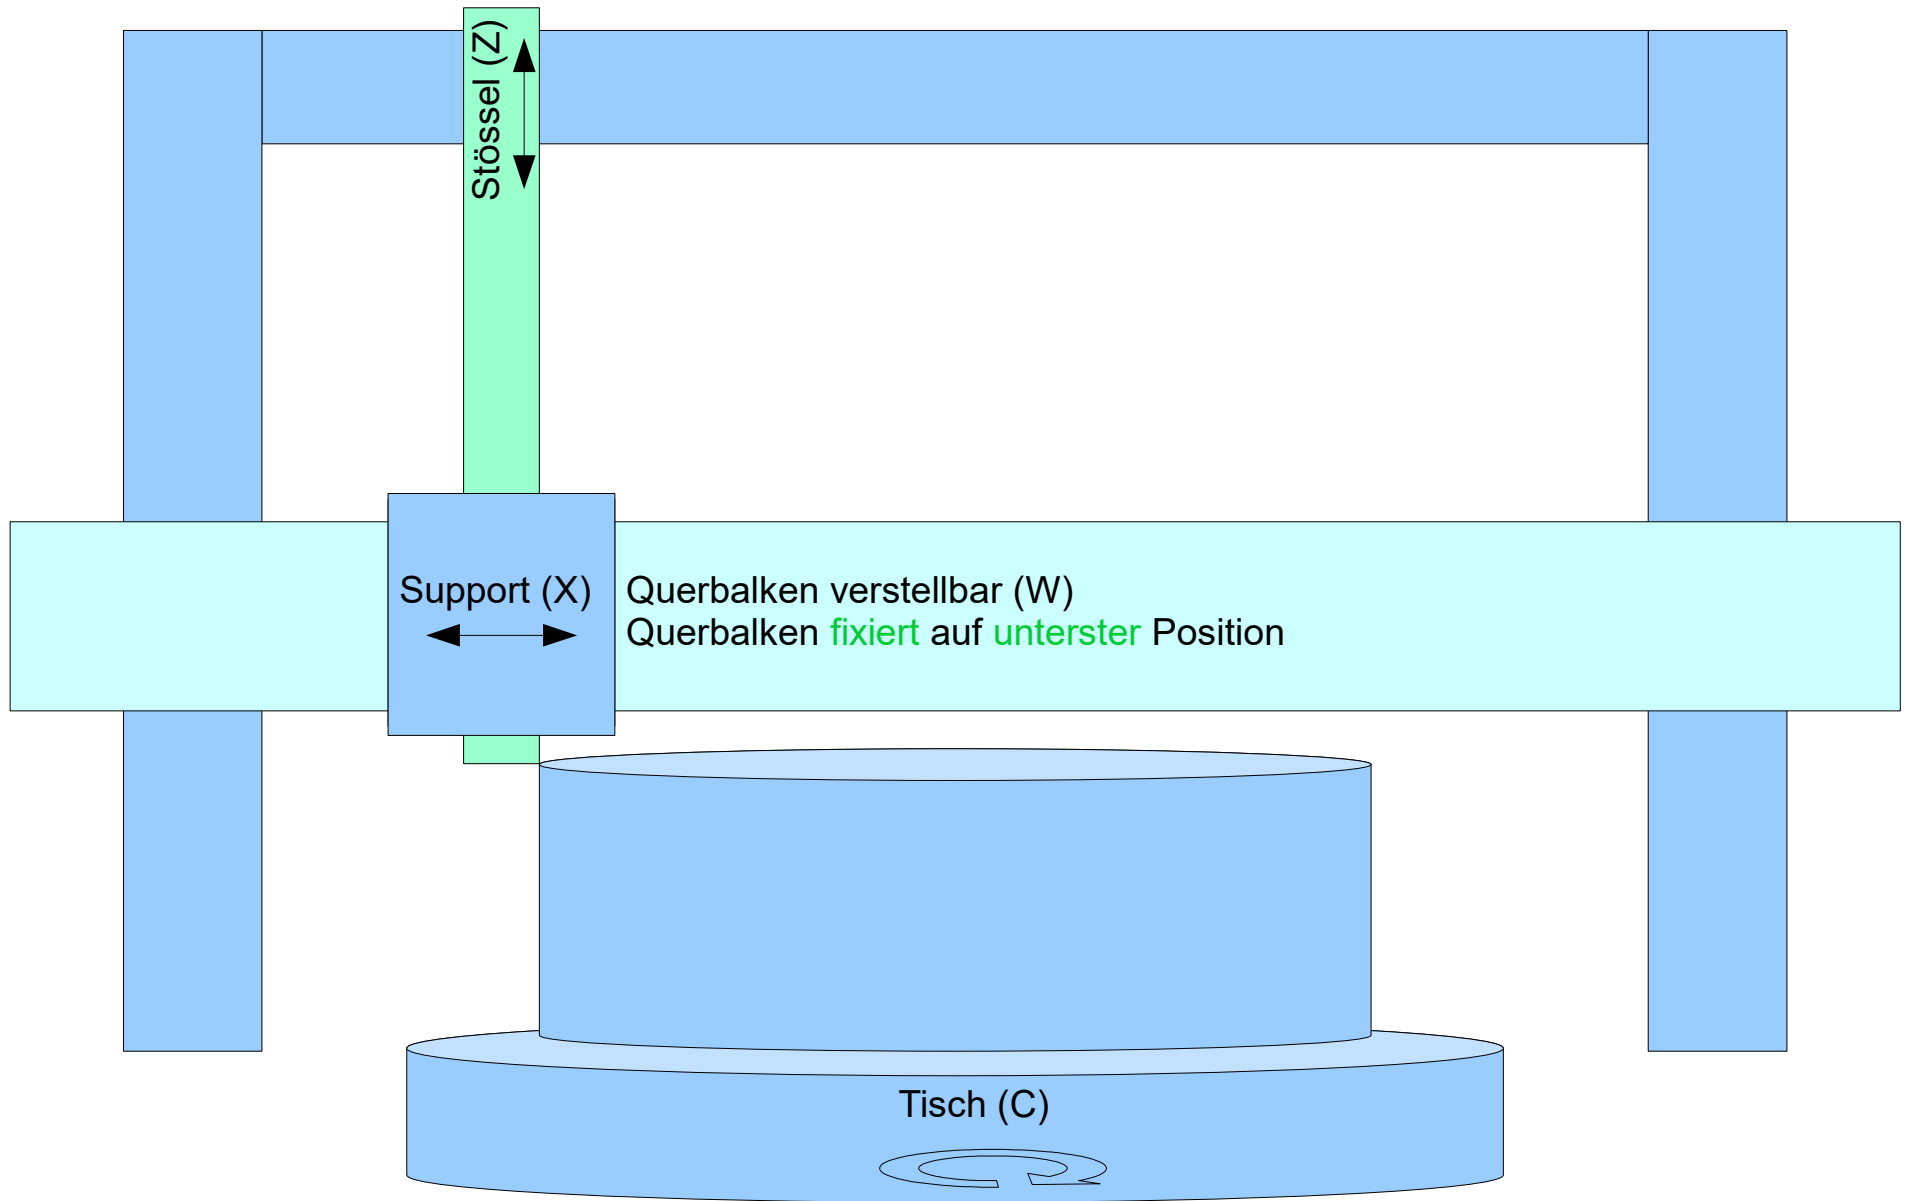 Stössel (Z)
Support (X)
Querbalken verstellbar (W)
Querbalken fixiert auf unterster Position
Tisch (C)